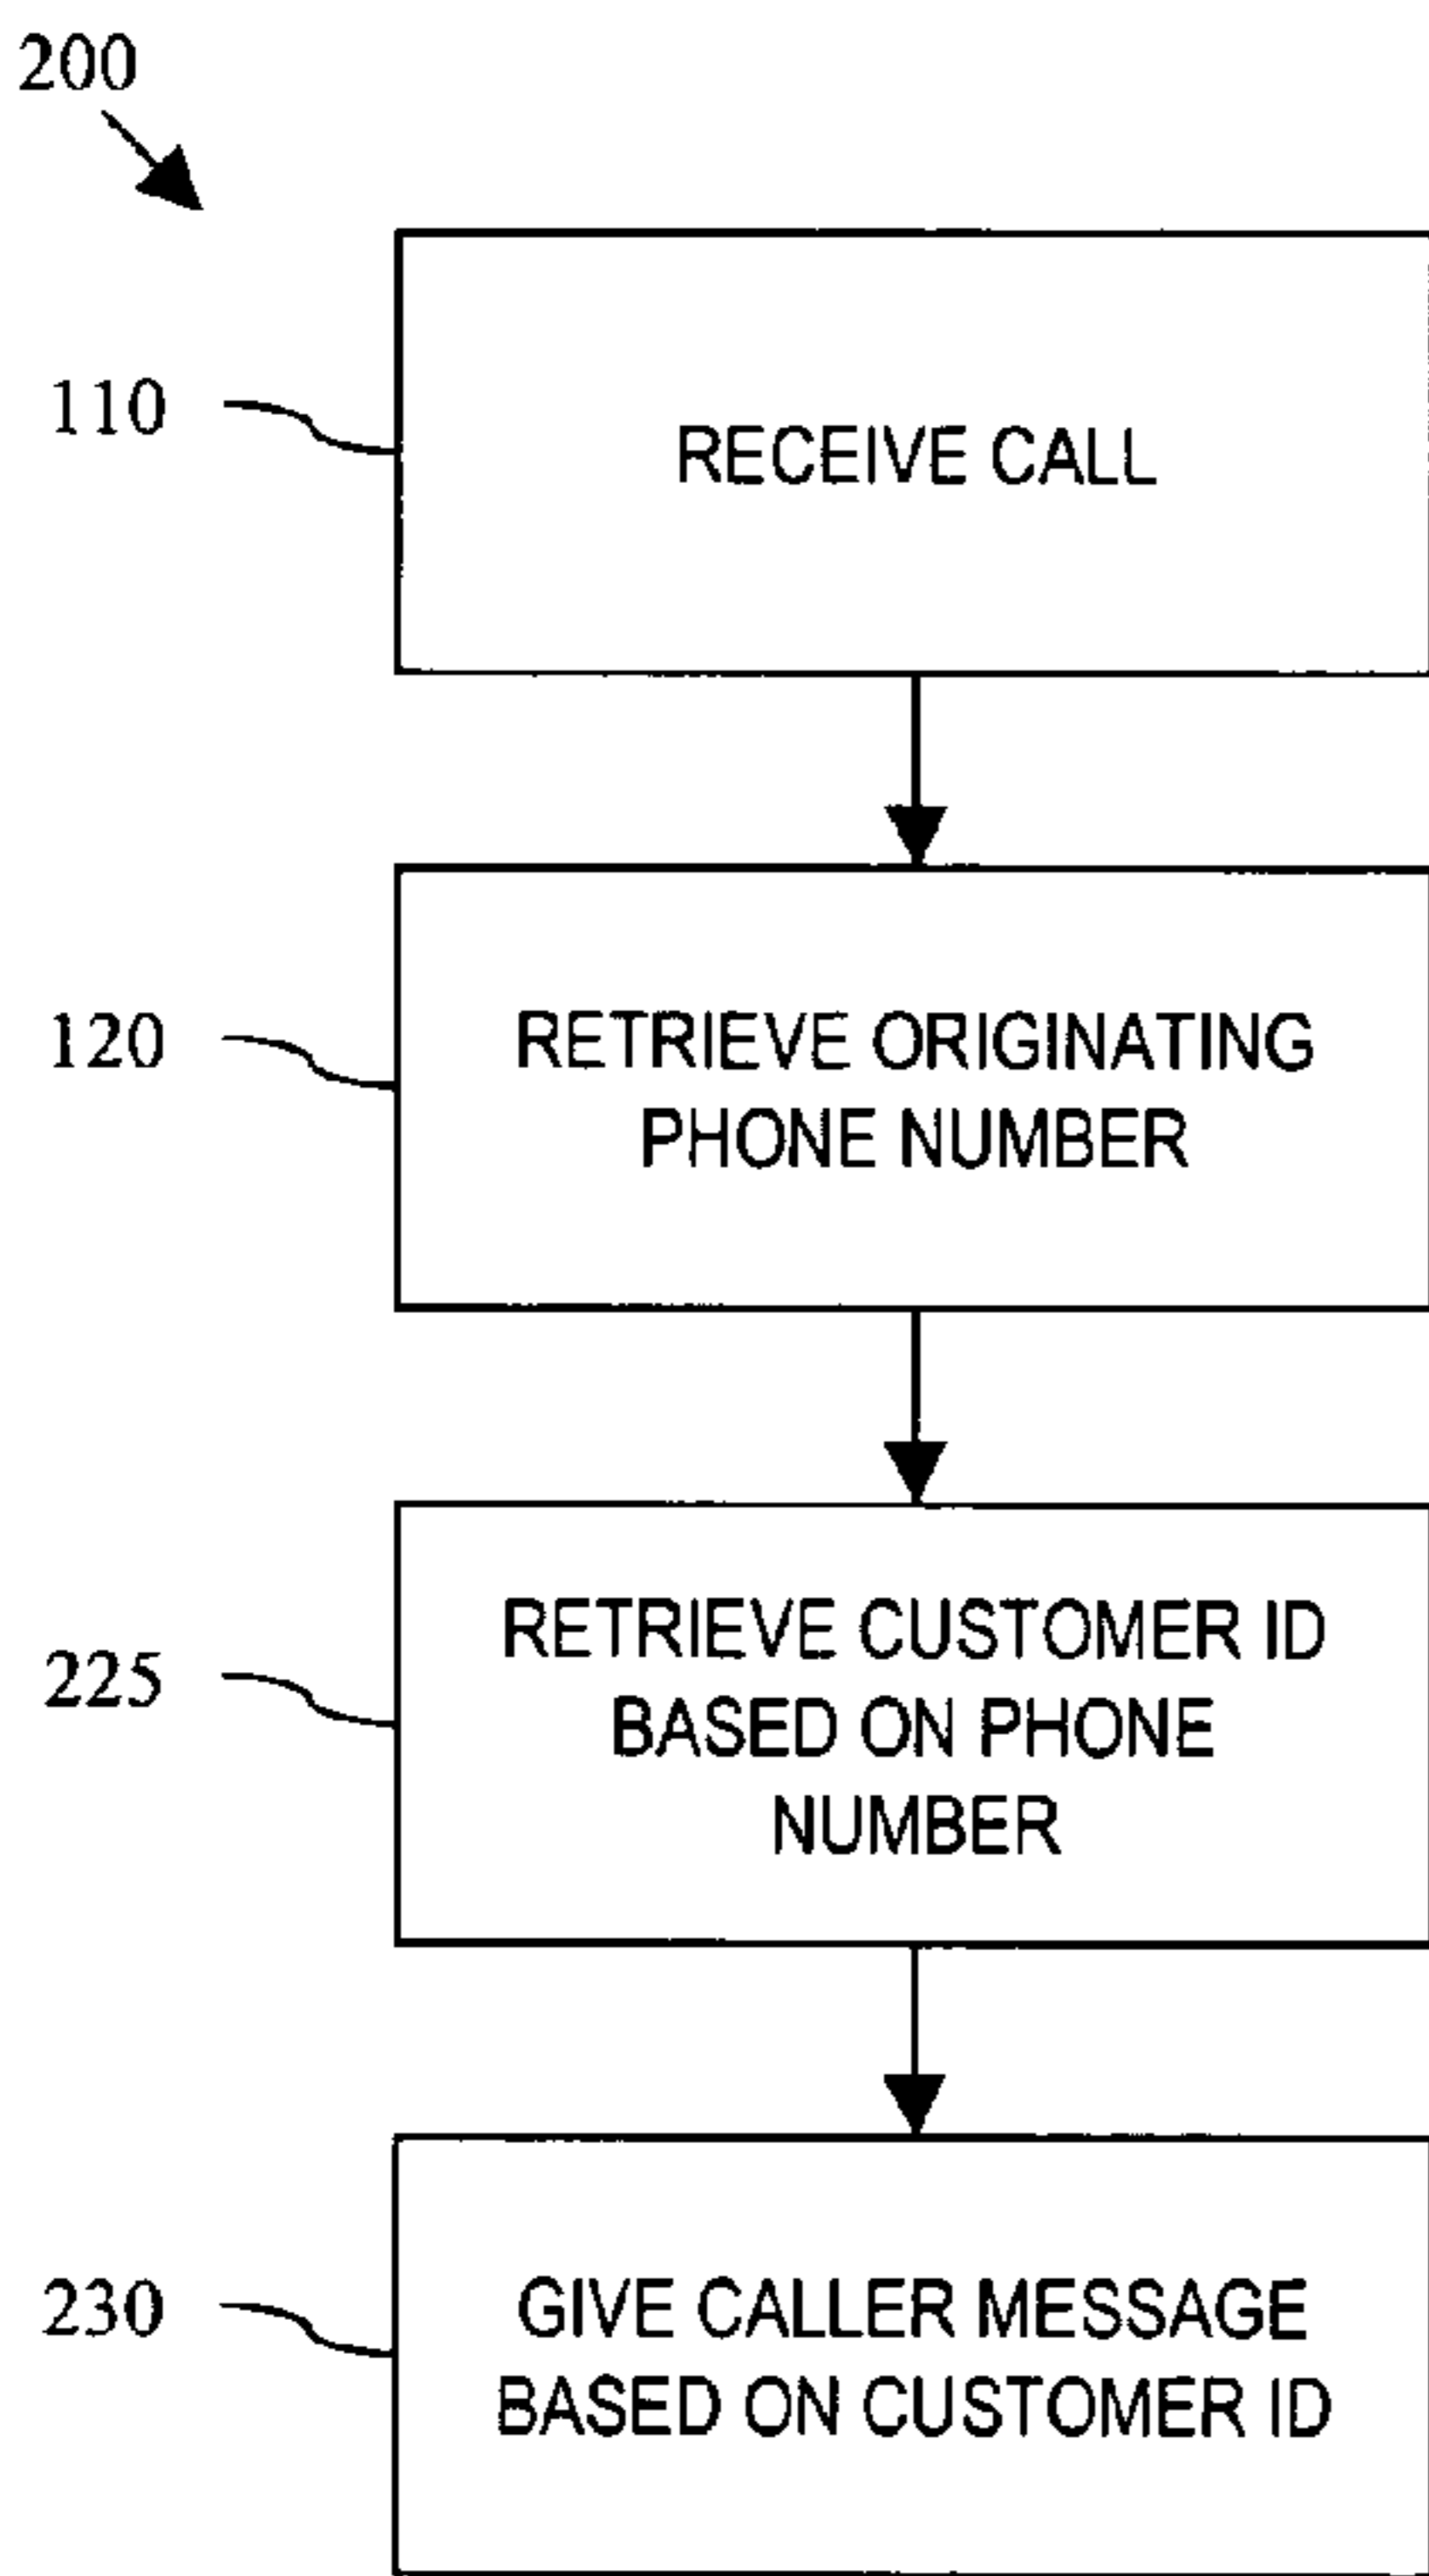 200
110
RECEIVE CALL
120
RETRIEVE ORIGINATING
PHONE NUMBER
225
RETRIEVE CUSTOMER ID
BASED ON PHONE
NUMBER
230
GIVE CALLER MESSAGE
BASED ON CUSTOMER ID